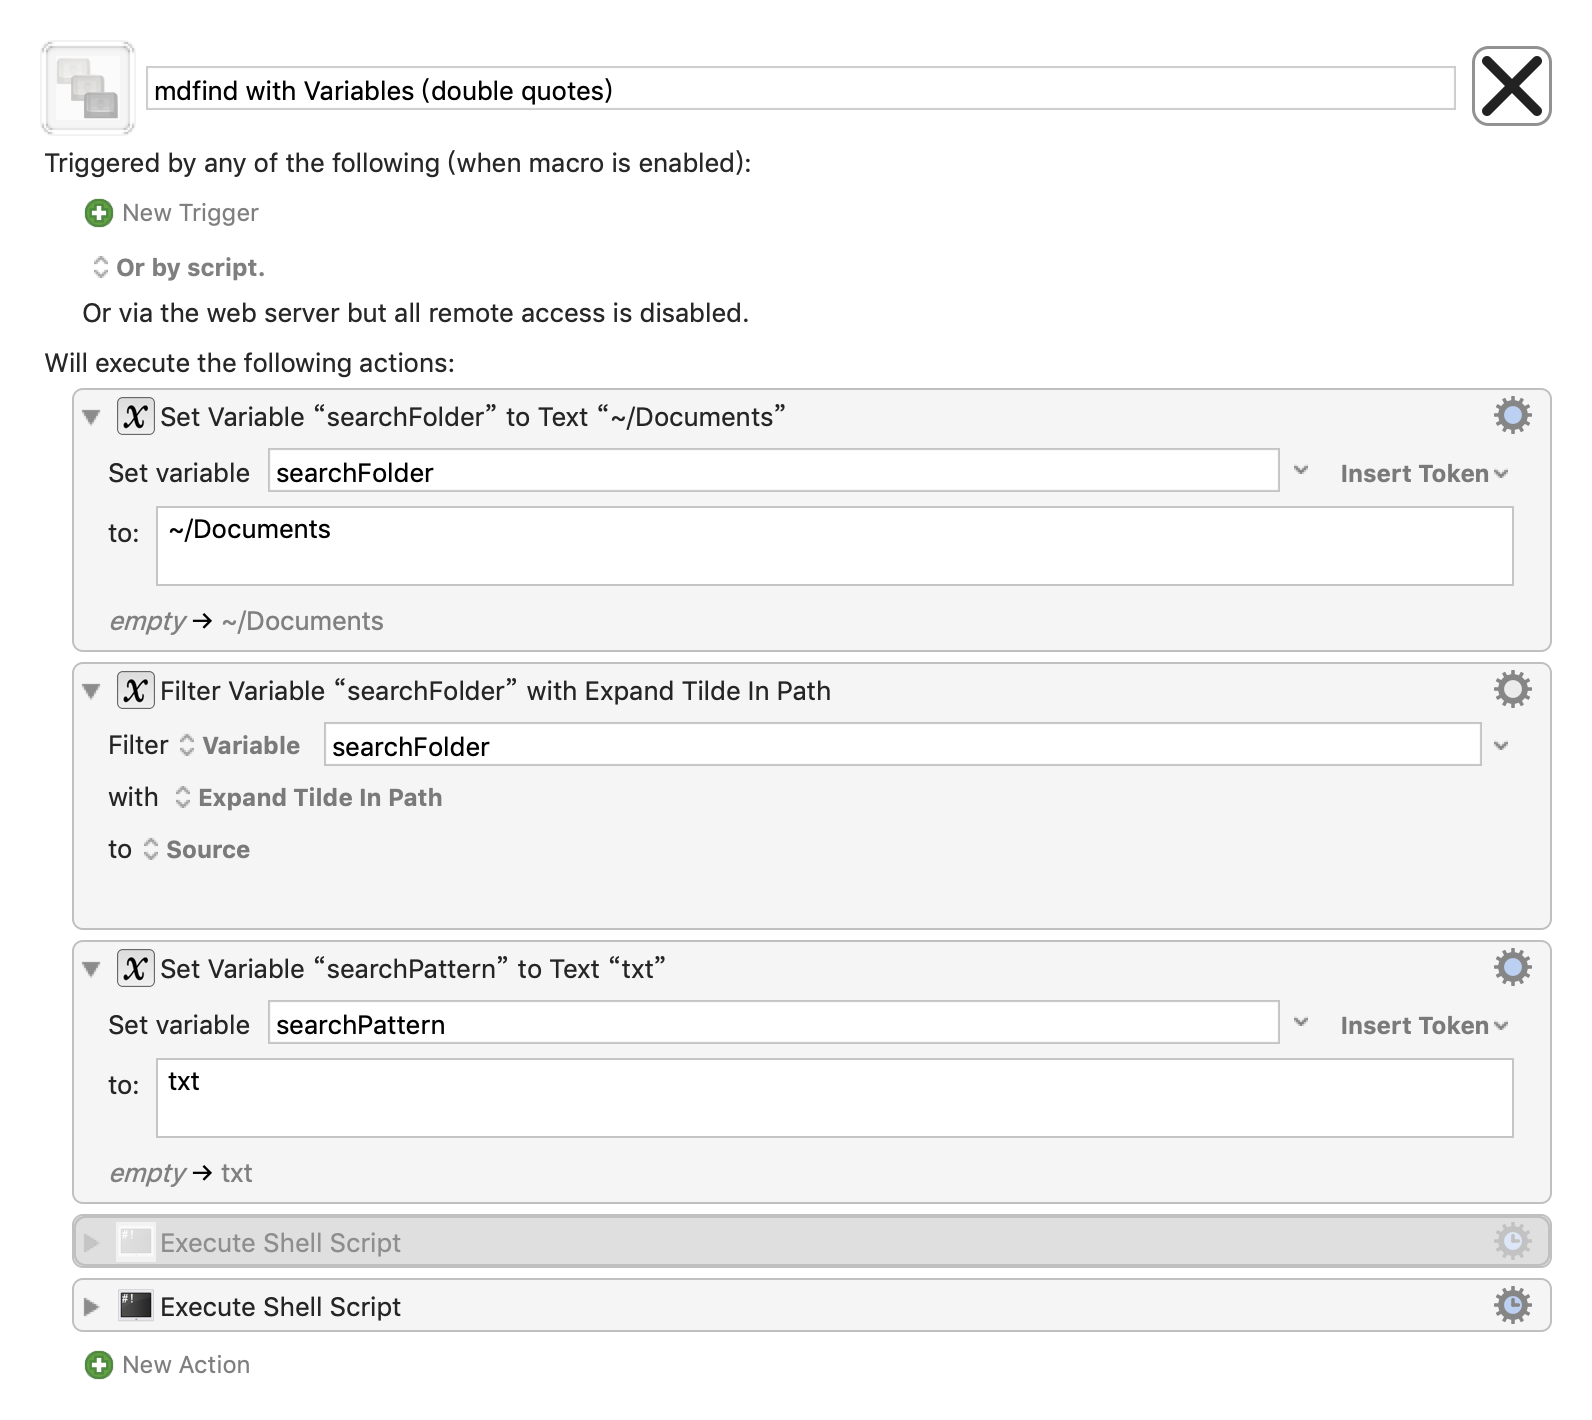 mdfind with Variables (double quotes)
Triggered by any of the following (when macro is enabled):
New Trigger
Or by script.
Or via the web server but all remote access is disabled.
Will execute the following actions:
Set Variable “searchFolder” to Text “~/Documents”
Set variable searchFolder Insert Token
to: ~/Documents
empty → ~/Documents
Filter Variable “searchFolder” with Expand Tilde In Path
Filter Variable searchFolder
with Expand Tilde In Path
to Source
Set Variable “searchPattern” to Text “txt”
Set variable searchPattern Insert Token
to: txt
empty → txt
#! Execute Shell Script
#! Execute Shell Script
New Action